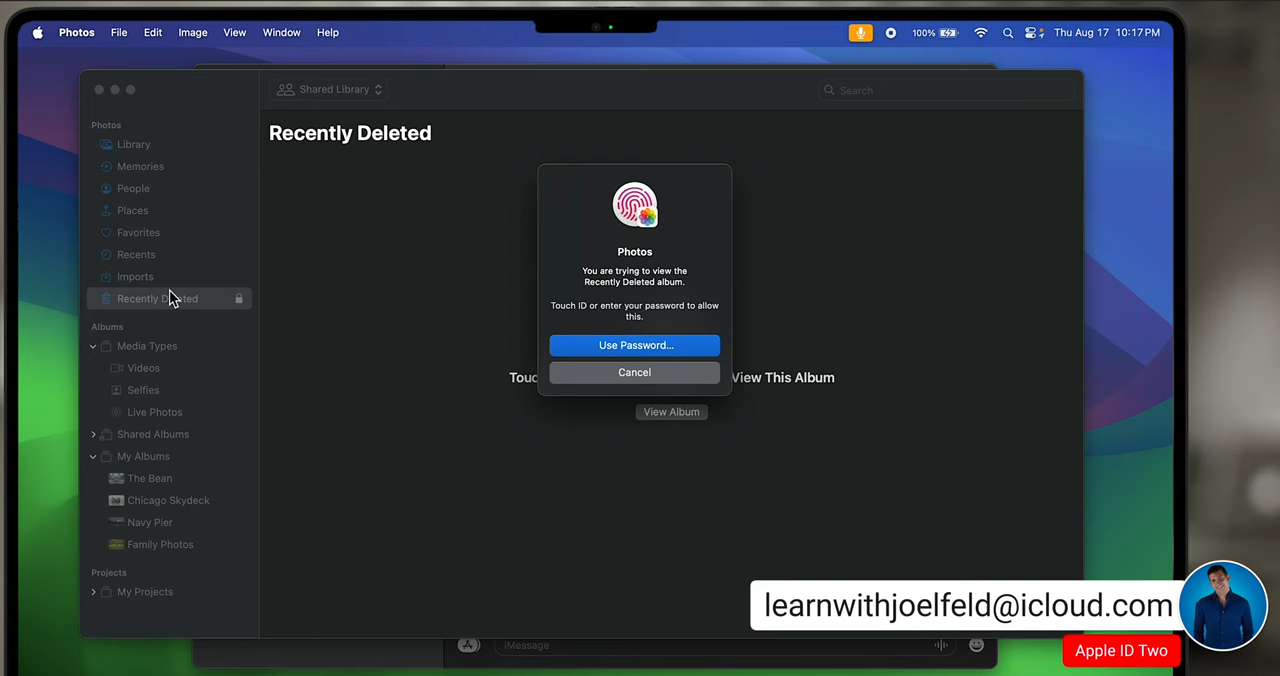 Photos File Edit Image View Window Help 100% Thu Aug 17 10:17 PM
Shared Library
Search
Photos
Library
Memories
People
Places
Favorites
Recents
Imports
Recently Deleted
Albums
Media Types
Videos
Selfies
Live Photos
Shared Albums
My Albums
The Bean
Chicago Skydeck
Navy Pier
Family Photos
Projects
My Projects
Recently Deleted
Photos
You are trying to view the
Recently Deleted album.
Touch ID or enter your password to allow
this.
Use Password...
Cancel
View This Album
View Album
iMessage
learnwithjoelfeld@icloud.com
Apple ID Two